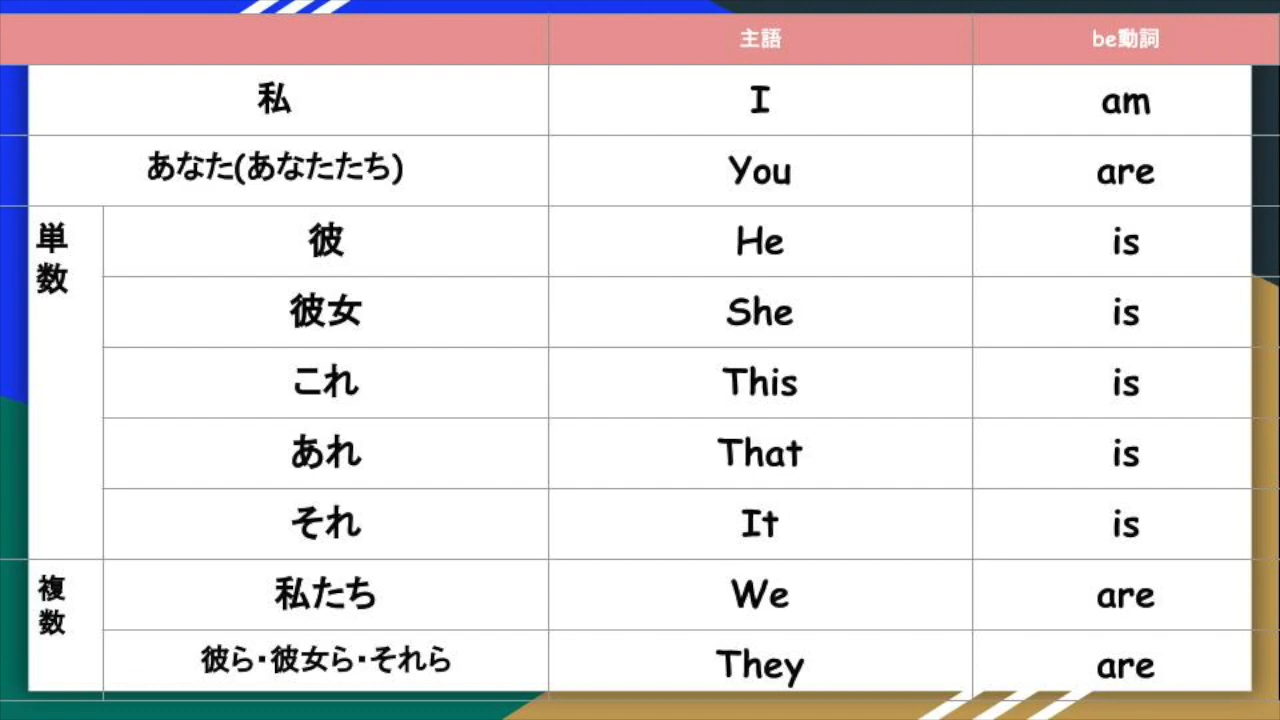 主語 be動詞
私 I am
あなた(あなたたち) You are
単数 彼 He is
彼女 She is
これ This is
あれ That is
それ It is
複数 私たち We are
彼ら・彼女ら・それら They are